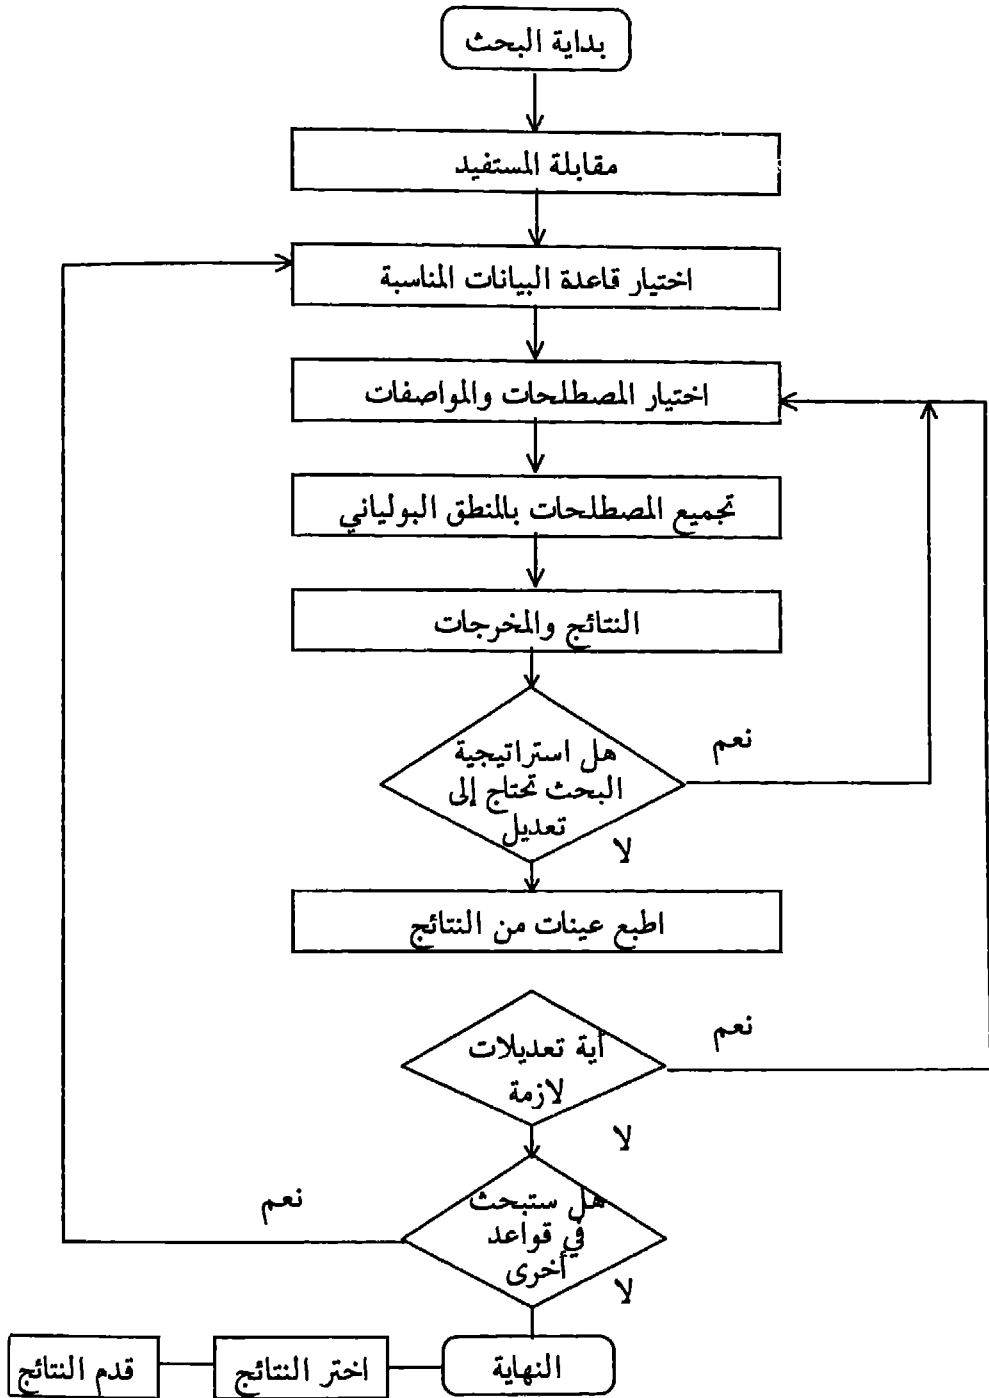 بداية البحث
مقابلة المستفيد
اختيار قاعدة البيانات المناسبة
اختيار المصطلحات والمواصفات
تجميع المصطلحات بالمنطق البولياني
النتائج والمخرجات
هل استراتيجية
البحث تحتاج إلى
تعديل
نعم
لا
اطبع عينات من النتائج
أية تعديلات
لازمة
نعم
لا
هل ستبحث
في قواعد
أخرى
نعم
لا
النهاية
اختر النتائج
قدم النتائج